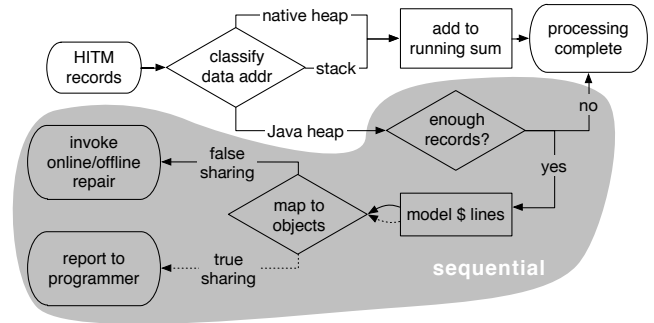 native heap
HITM
records
classify
data addr
stack
add to
running sum
processing
complete
Java heap
enough
records?
no
yes
invoke
online/offline
repair
false
sharing
map to
objects
model $ lines
report to
programmer
true
sharing
sequential